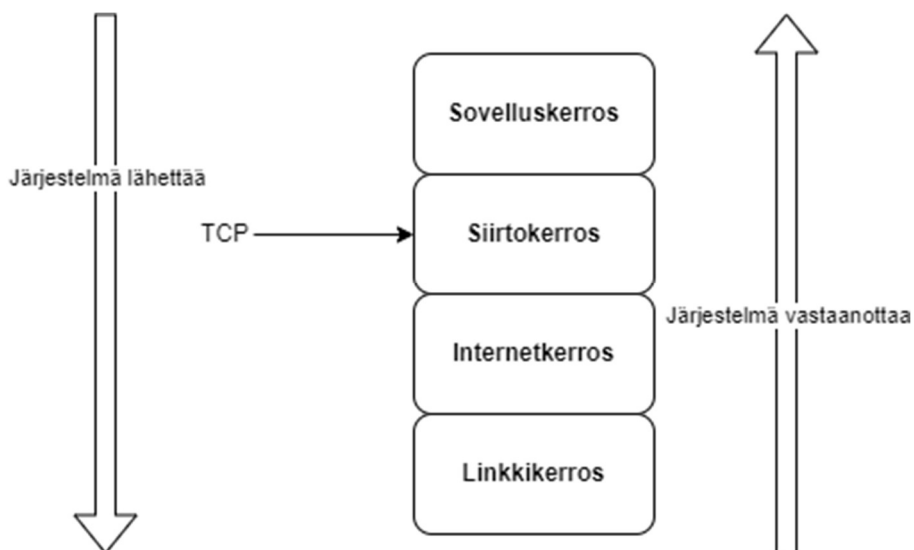 Sovelluskerros
Järjestelmä lähettää
TCP
Siirtokerros
Järjestelmä vastaanottaa
Internetkerros
Linkkikerros